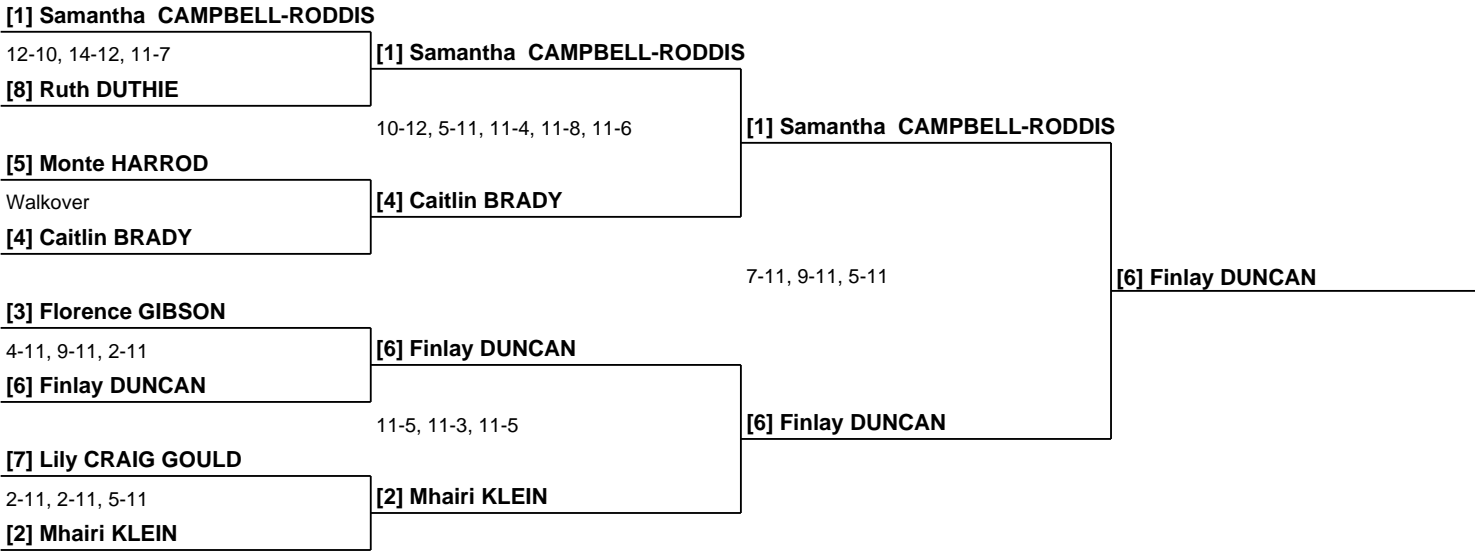 [1] Samantha  CAMPBELL-RODDIS
12-10, 14-12, 11-7
[1] Samantha  CAMPBELL-RODDIS
[8] Ruth DUTHIE
10-12, 5-11, 11-4, 11-8, 11-6
[1] Samantha  CAMPBELL-RODDIS
[5] Monte HARROD
Walkover
[4] Caitlin BRADY
[4] Caitlin BRADY
7-11, 9-11, 5-11
[6] Finlay DUNCAN
[3] Florence GIBSON
4-11, 9-11, 2-11
[6] Finlay DUNCAN
[6] Finlay DUNCAN
11-5, 11-3, 11-5
[6] Finlay DUNCAN
[7] Lily CRAIG GOULD
2-11, 2-11, 5-11
[2] Mhairi KLEIN
[2] Mhairi KLEIN